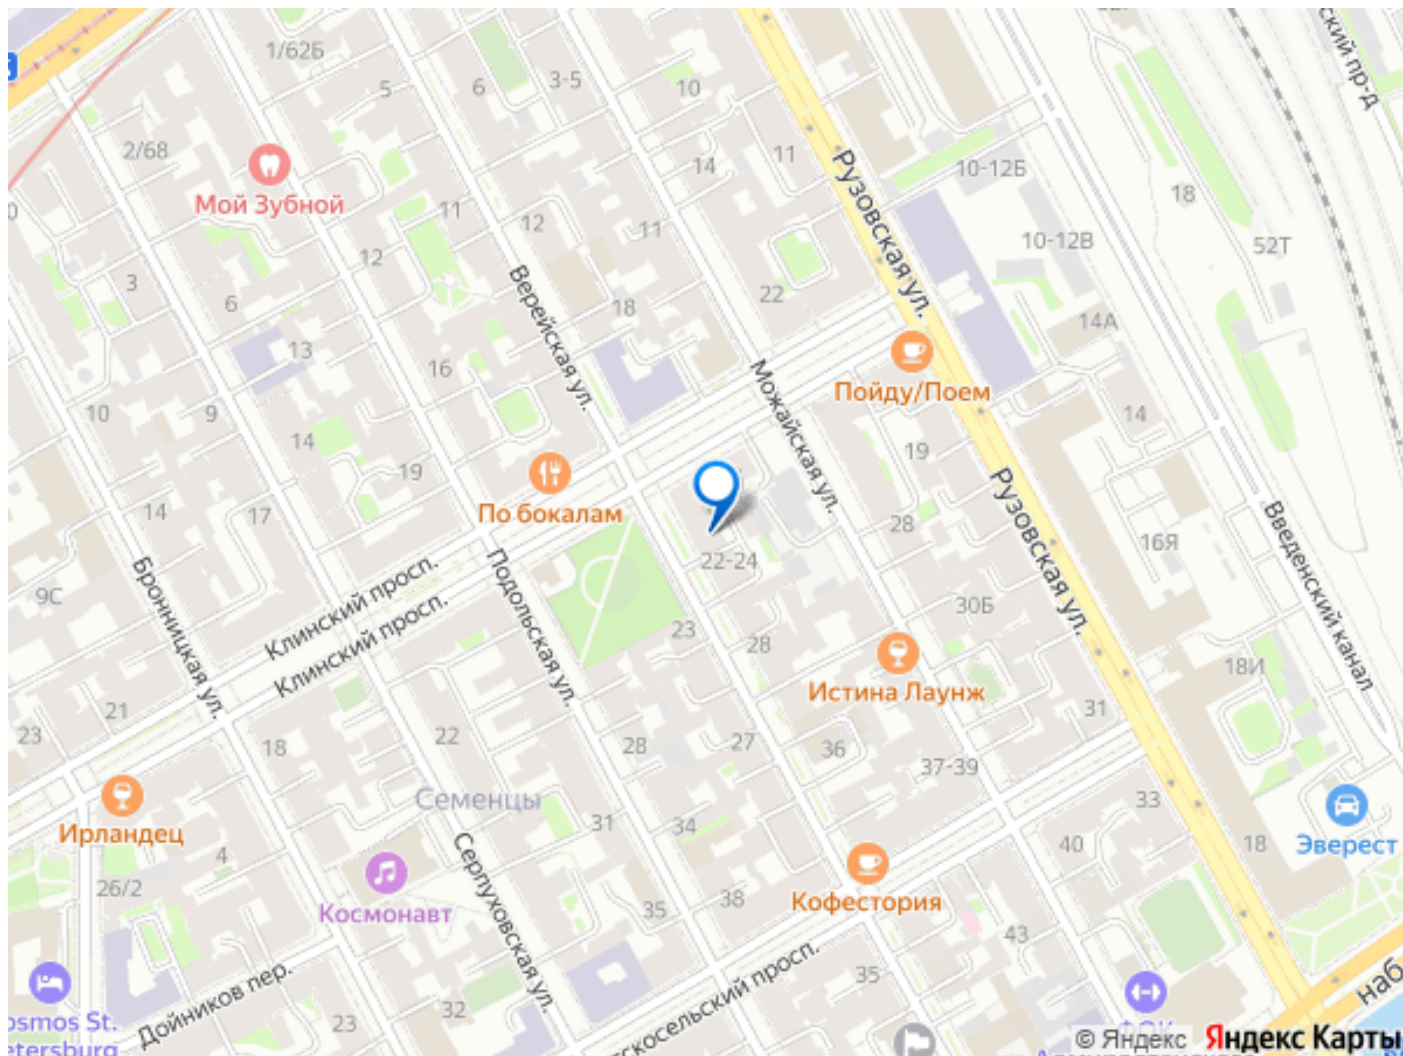 1/62Б
5
6
3-5
10
2/68
Мой Зубной
14
11
Рузовская ул.
10-12Б
18
10-12В
52Т
11
12
12
11
Верейская ул.
3
6
18
22
14А
13
16
Можайская ул.
Пойду/Поем
10
9
14
19
14
19
По бокалам
14
17
28
Рузовская ул.
Введенский канал
16Я
22-24
Бронницкая ул.
Клинский просп.
Клинский просп.
Подольская ул.
9С
23
28
30Б
Истина Лаунж
18И
21
23
18
22
28
27
36
37-39
31
Семенцы
Ирландец
31
34
33
40
18
Эверест
4
26/2
Космонавт
Серпуховская ул.
35
38
Кофестория
43
35
Дойников пер.
23
32
наб
© Яндекс
Яндекс Карты